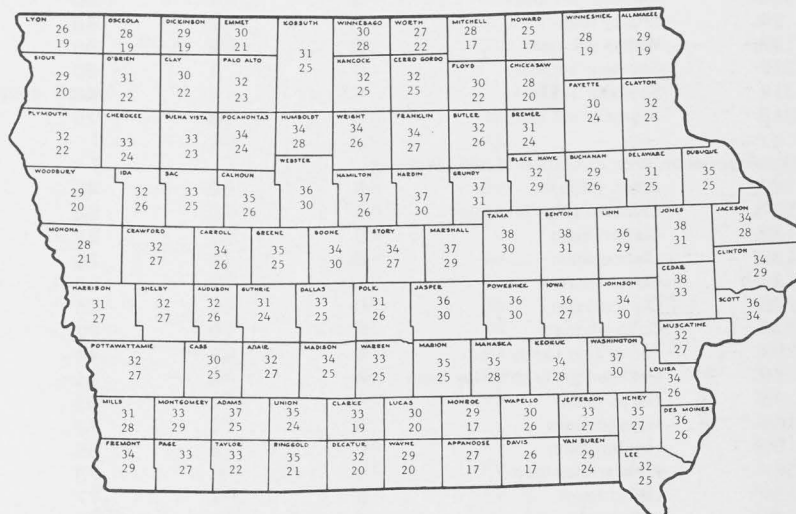 LYON
26
19
OSCEOLA
28
19
DICKINSON
29
19
EMMET
30
21
KOSSUTH
31
25
WINNEBAGO
30
28
WORTH
27
22
MITCHELL
28
17
HOWARD
25
17
WINNESHIEK
28
19
ALLAMAKEE
29
19
SIOUX
29
20
O'BRIEN
31
22
CLAY
30
22
PALO ALTO
32
23
HANCOCK
32
25
CERRO GORDO
32
25
FLOYD
30
22
CHICKASAW
28
20
FAYETTE
30
24
CLAYTON
32
23
PLYMOUTH
32
22
CHEROKEE
33
24
BUENA VISTA
33
23
POCAHONTAS
34
24
HUMBOLDT
34
28
WRIGHT
34
26
FRANKLIN
34
27
BUTLER
32
26
BREMER
31
24
WOODBURY
29
20
IDA
32
26
SAC
33
25
CALHOUN
35
26
WEBSTER
36
30
HAMILTON
37
26
HARDIN
37
30
GRUNDY
37
31
BLACK HAWK
32
29
BUCHANAN
29
26
DELAWARE
31
25
DUBUQUE
35
25
MONONA
28
21
CRAWFORD
32
27
CARROLL
34
26
GREENE
35
25
BOONE
34
30
STORY
34
27
MARSHALL
37
29
TAMA
38
30
BENTON
38
31
LINN
36
29
JONES
38
31
JACKSON
34
28
CLINTON
34
29
HARRISON
31
27
SHELBY
32
27
AUDUBON
32
26
GUTHRIE
31
24
DALLAS
33
25
POLK
31
26
JASPER
36
30
POWESHIEK
36
30
IOWA
36
27
JOHNSON
34
30
CEDAR
38
33
SCOTT
36
34
MUSCATINE
32
27
POTTAWATTAMIE
32
27
CASS
30
25
ADAIR
32
27
MADISON
34
25
WARREN
33
25
MARION
35
25
MAHASKA
35
28
KEOKUK
34
28
WASHINGTON
37
30
LOUISA
34
26
MILLS
31
28
MONTGOMERY
33
29
ADAMS
37
25
UNION
35
24
CLARKE
33
19
LUCAS
30
20
MONROE
29
17
WAPELLO
30
26
JEFFERSON
33
27
HENRY
35
27
DES MOINES
36
26
FREMONT
34
29
PAGE
33
27
TAYLOR
33
22
RINGGOLD
35
21
DECATUR
32
20
WAYNE
29
20
APPANOOSE
27
17
DAVIS
26
17
VAN BUREN
29
24
LEE
32
25